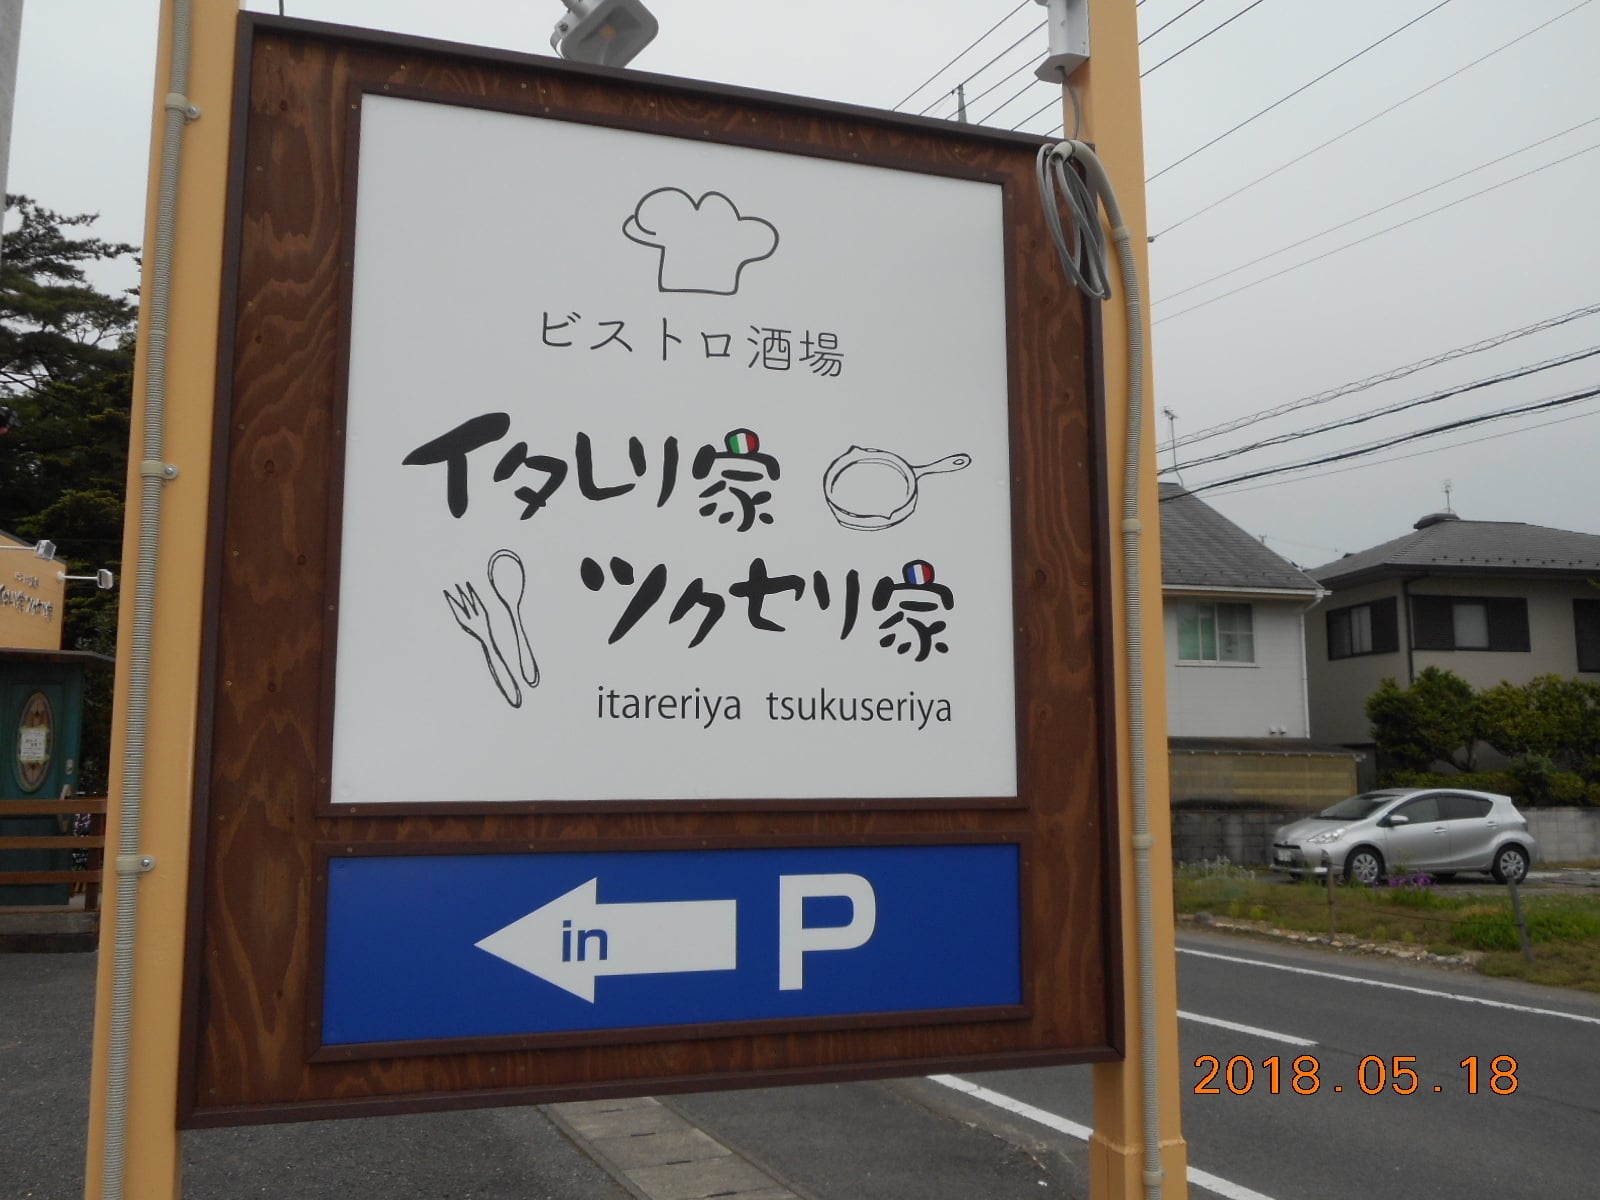 ビストロ酒場
イタレリ家
ツクセリ家
itareriya tsukuseriya
in P
2018.05.18